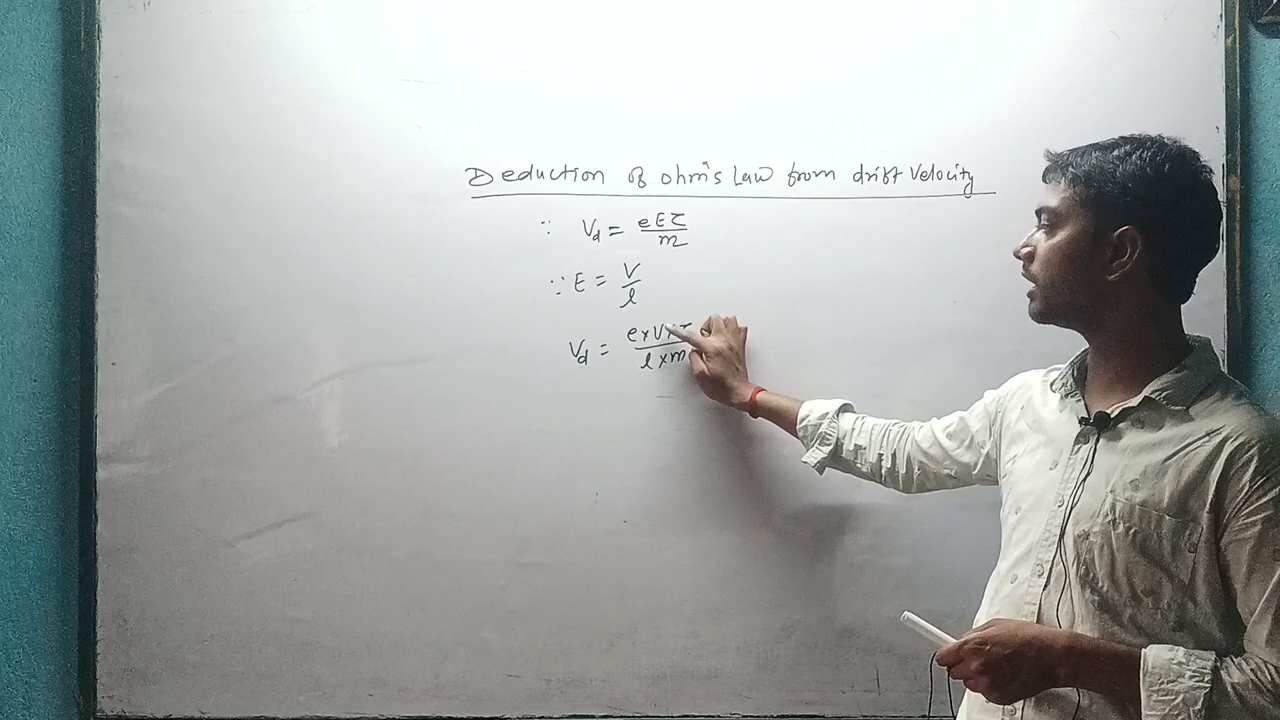 Deduction of ohm's Law from drift Velocity
∵ Vd = eEτ/m
∵ E = V/l
Vd = e×V×τ/l×m